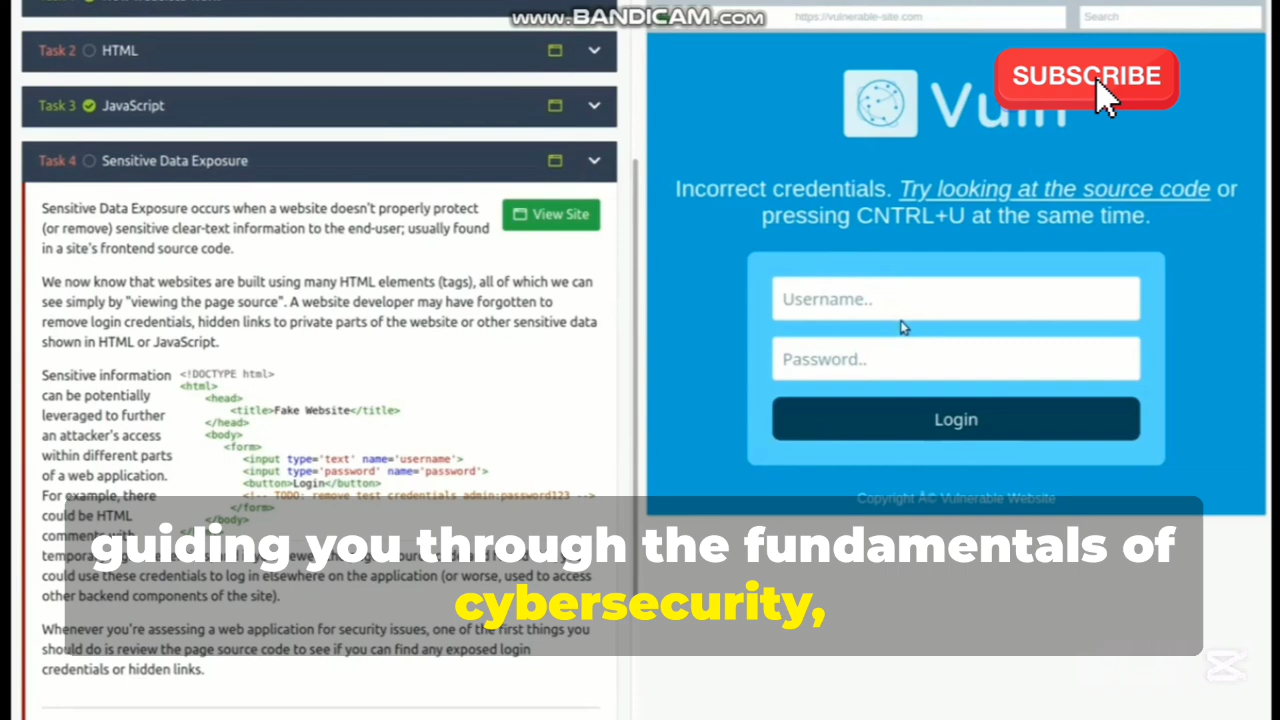 www.BANDICAM.com
https://vulnerable-site.com
Search
Task 2 HTML
Task 3 JavaScript
Task 4 Sensitive Data Exposure
Sensitive Data Exposure occurs when a website doesn't properly protect
(or remove) sensitive clear-text information to the end-user; usually found
in a site's frontend source code.
View Site
We now know that websites are built using many HTML elements (tags), all of which we can
see simply by "viewing the page source". A website developer may have forgotten to
remove login credentials, hidden links to private parts of the website or other sensitive data
shown in HTML or JavaScript.
Sensitive information
can be potentially
leveraged to further
an attacker's access
within different parts
of a web application.
For example, there
could be HTML
comments with
<!DOCTYPE html>
<html>
<head>
<title>Fake Website</title>
</head>
<body>
<form>
<input type='text' name='username'>
<input type='password' name='password'>
<button>Login</button>
<!-- TODO: remove test credentials admin:password123 -->
</form>
</body>
could use these credentials to log in elsewhere on the application (or worse, used to access
other backend components of the site).
Whenever you're assessing a web application for security issues, one of the first things you
should do is review the page source code to see if you can find any exposed login
credentials or hidden links.
SUBSCRIBE
Vuln
Incorrect credentials. Try looking at the source code or
pressing CNTRL+U at the same time.
Username..
Password..
Login
Copyright Â© Vulnerable Website
guiding you through the fundamentals of
cybersecurity,